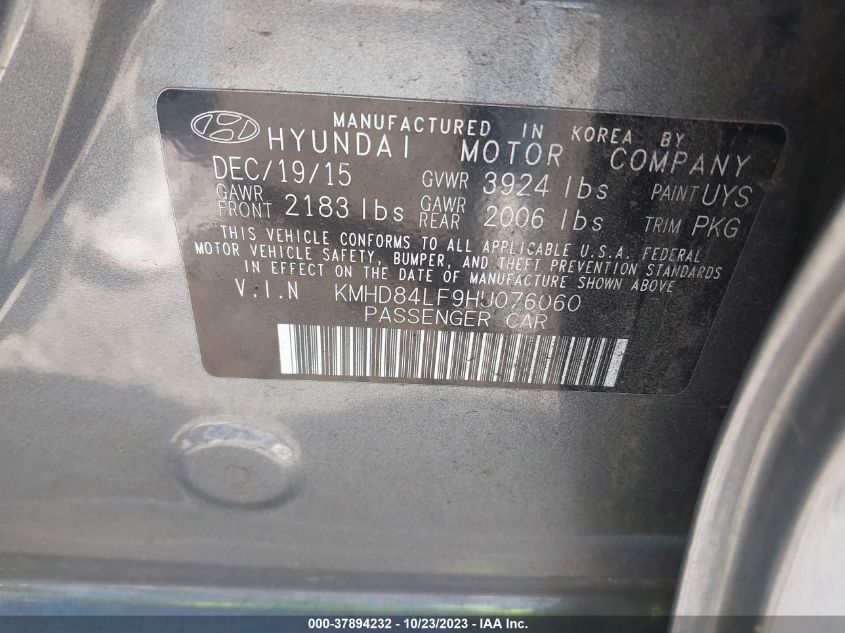 MANUFACTURED IN KOREA BY
HYUNDAI MOTOR COMPANY
DEC/19/15 GVWR 3924 lbs PAINT UYS
GAWR FRONT 2183 lbs GAWR REAR 2006 lbs TRIM PKG
THIS VEHICLE CONFORMS TO ALL APPLICABLE U.S.A. FEDERAL
MOTOR VEHICLE SAFETY, BUMPER, AND THEFT PREVENTION STANDARDS
IN EFFECT ON THE DATE OF MANUFACTURE SHOWN ABOVE
V.I.N KMHD84LF9HU076060
PASSENGER CAR
000-37894232 - 10/23/2023 - IAA Inc.